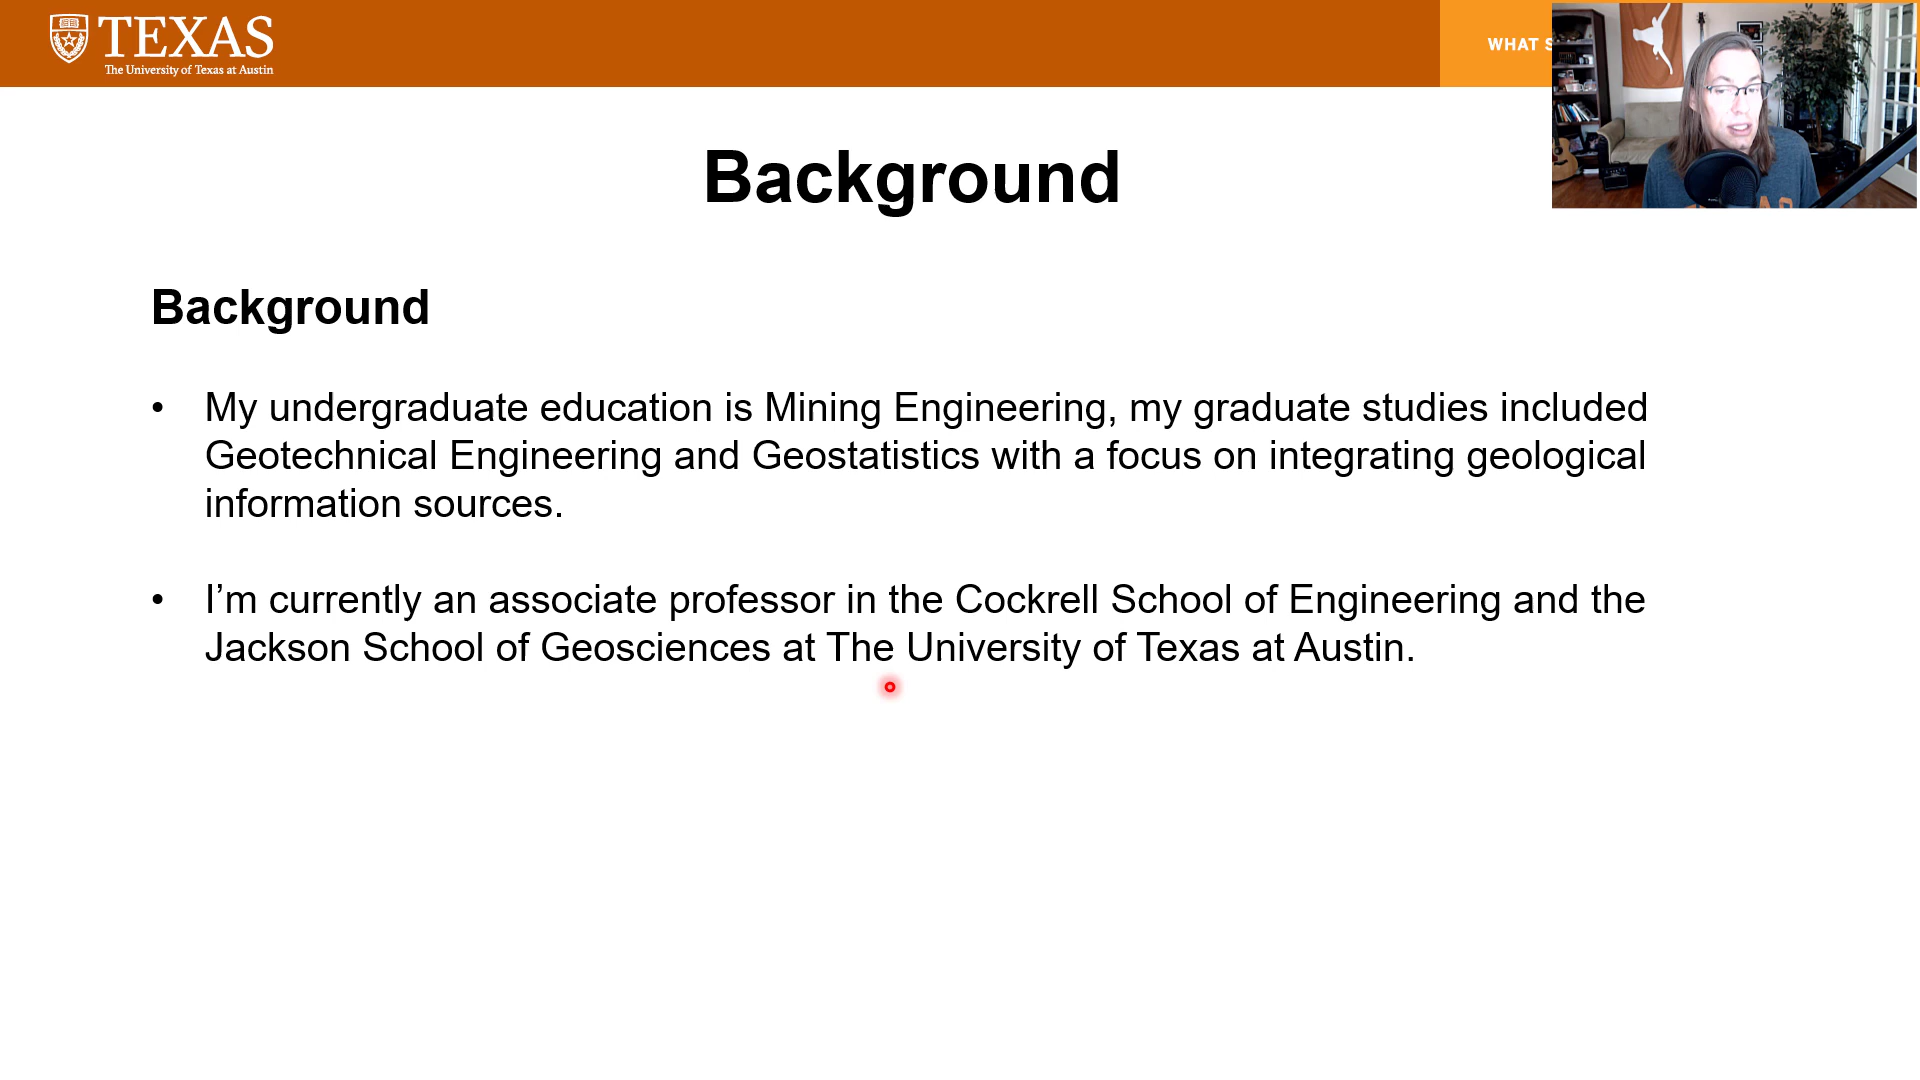 TEXAS
The University of Texas at Austin
WHAT
Background
Background
• My undergraduate education is Mining Engineering, my graduate studies included
Geotechnical Engineering and Geostatistics with a focus on integrating geological
information sources.
• I’m currently an associate professor in the Cockrell School of Engineering and the
Jackson School of Geosciences at The University of Texas at Austin.